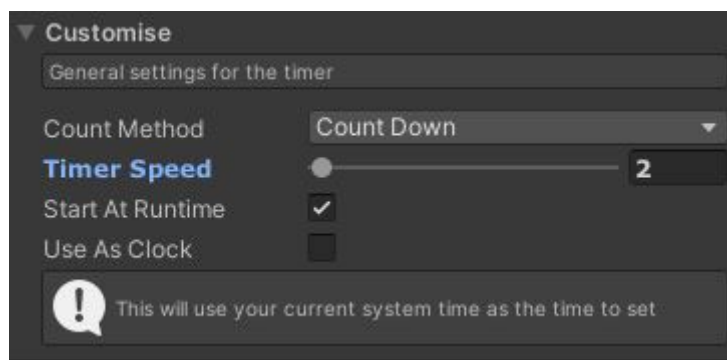 Customise
General settings for the timer
Count Method Count Down
Timer Speed 2
Start At Runtime
Use As Clock
This will use your current system time as the time to set